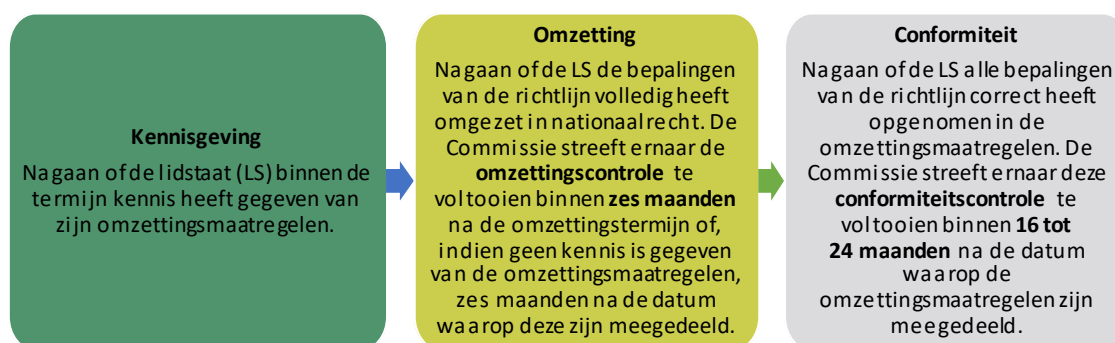 Kennisgeving
Nagaan of de lidstaat (LS) binnen de
termijn kennis heeft gegeven van
zijn omzettingsmaatregelen.
Omzetting
Nagaan of de LS de bepalingen
van de richtlijn volledig heeft
omgezet in nationaal recht. De
Commissie streeft ernaar de
omzettingscontrole te
voltooien binnen zes maanden
na de omzettingstermijn of,
indien geen kennis is gegeven
van de omzettingsmaatregelen,
zes maanden na de datum
waarop deze zijn meegedeeld.
Conformiteit
Nagaan of de LS alle bepalingen
van de richtlijn correct heeft
opgenomen in de
omzettingsmaatregelen. De
Commissie streeft ernaar deze
conformiteitscontrole te
voltooien binnen 16 tot
24 maanden na de datum
waarop de
omzettingsmaatregelen zijn
meegedeeld.